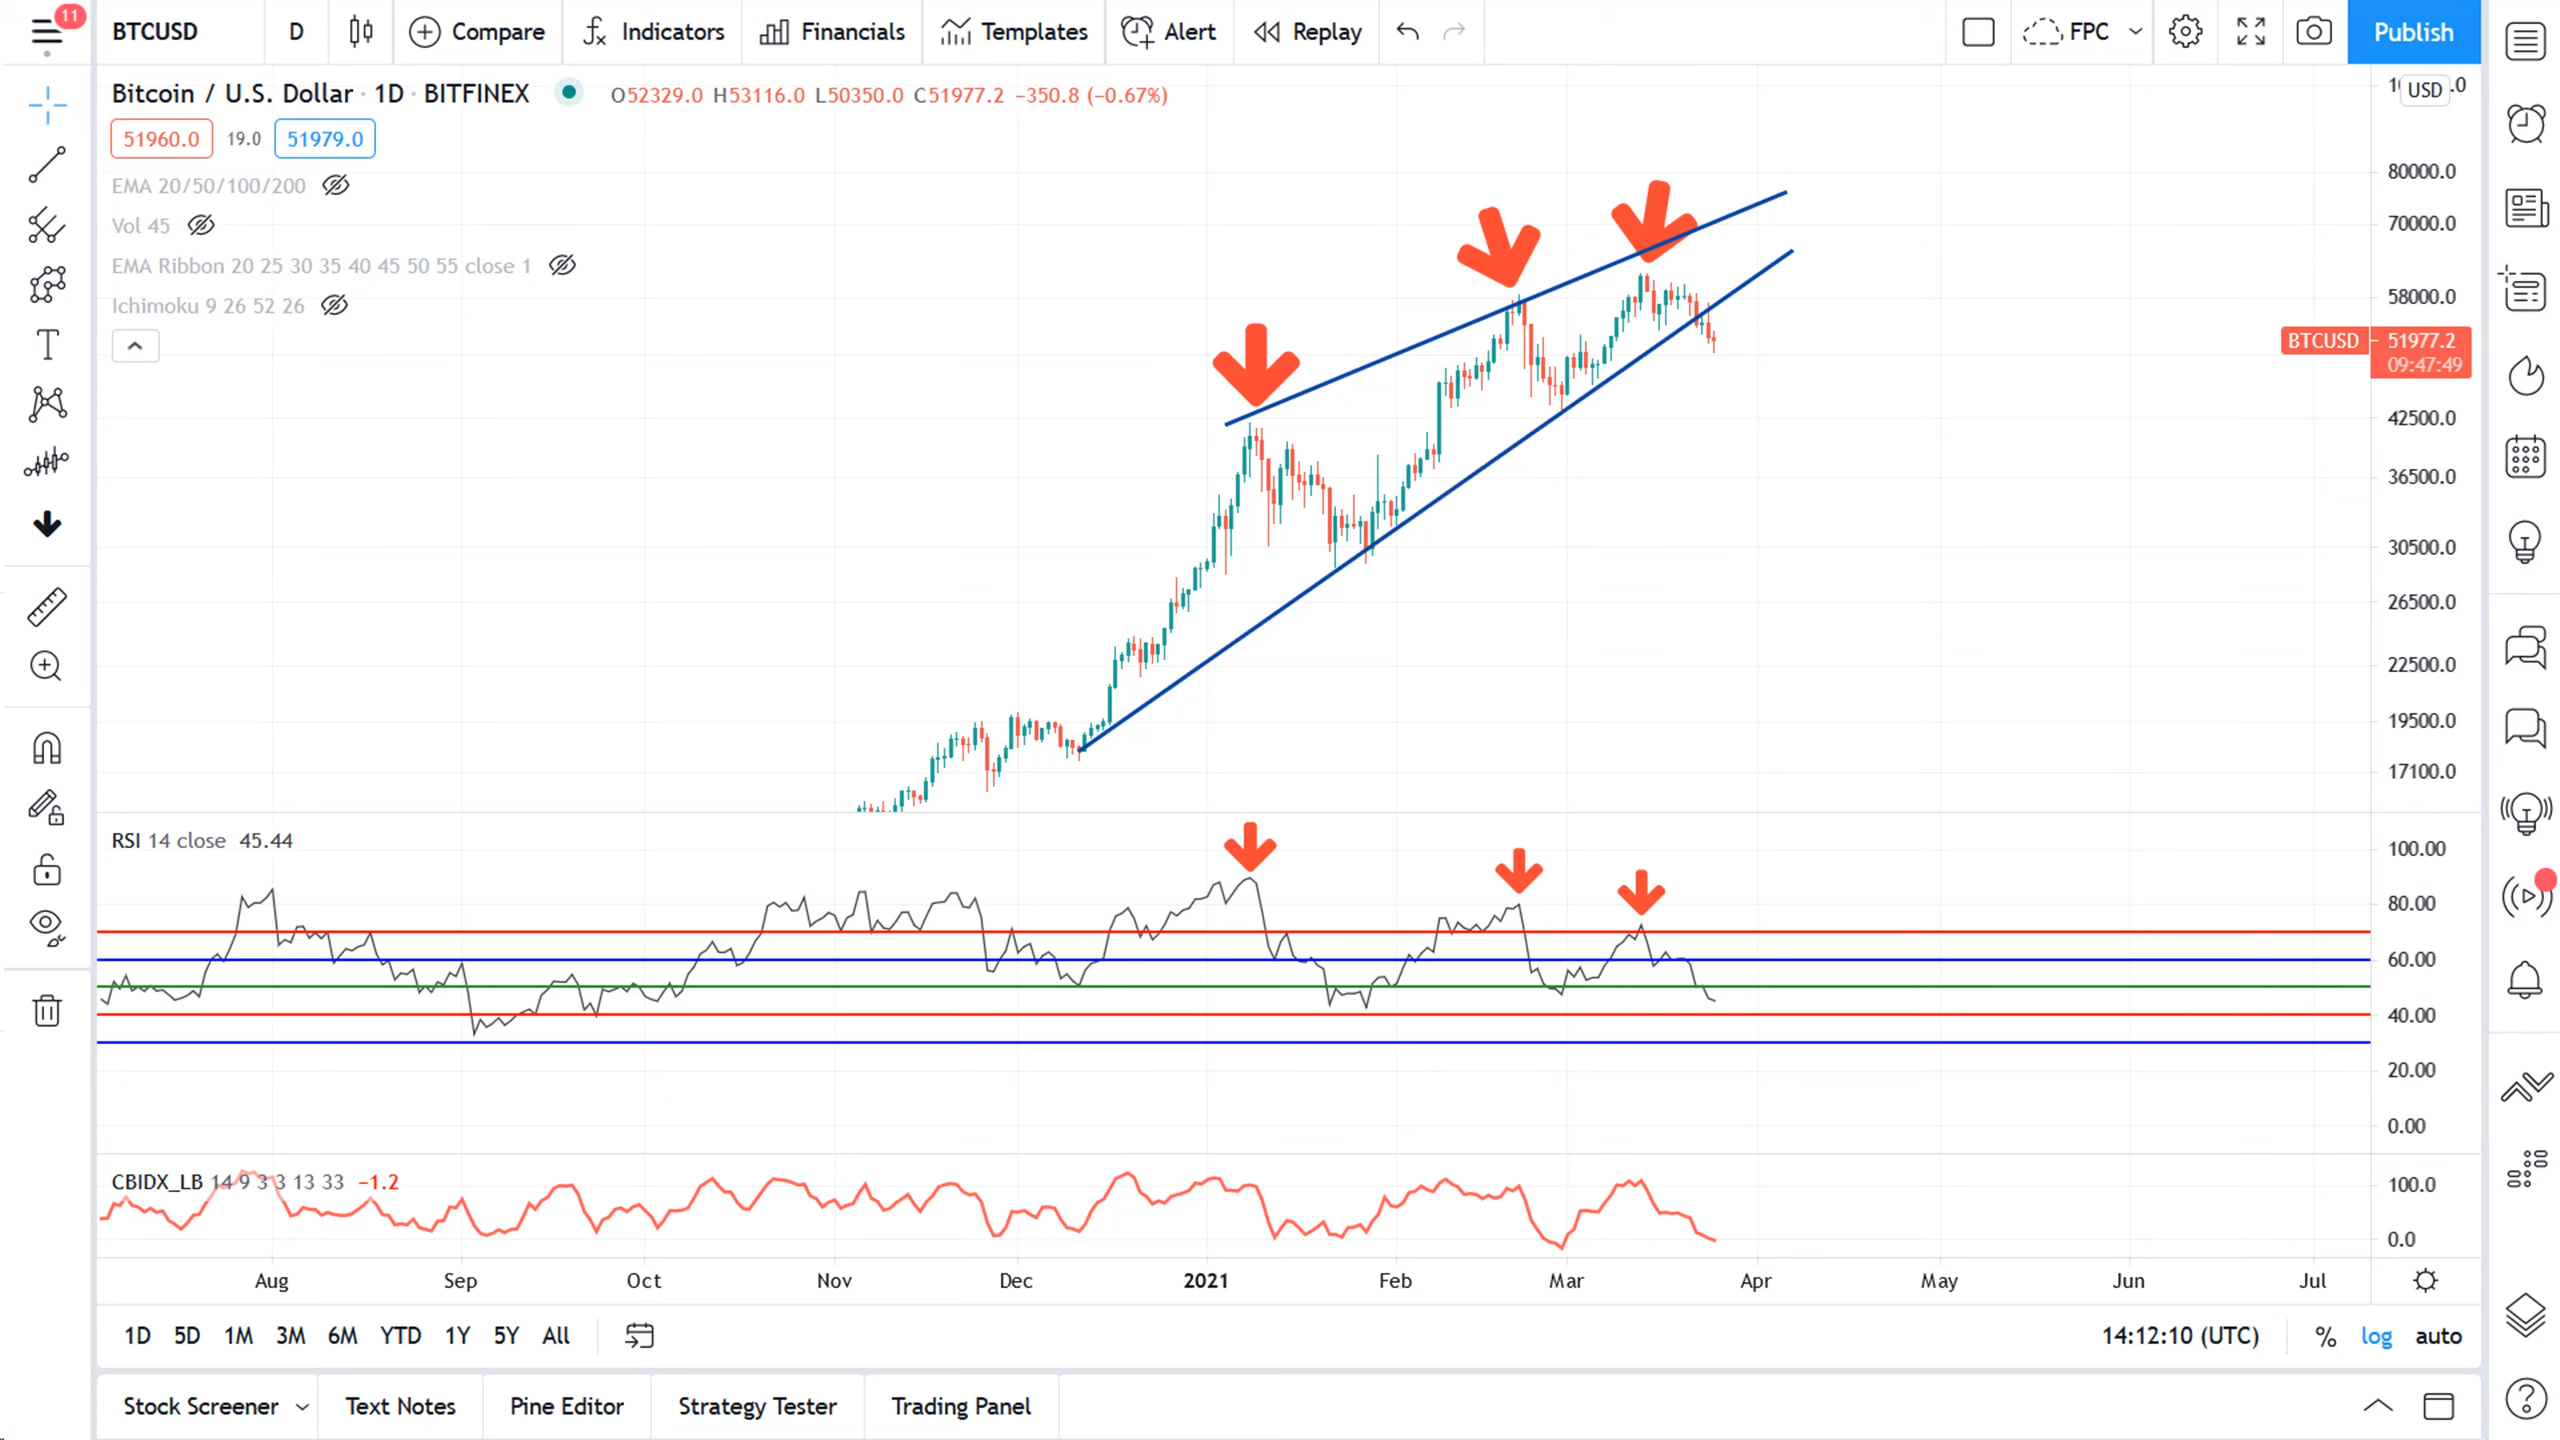 11
BTCUSD D Compare Indicators Financials Templates Alert Replay FPC Publish
Bitcoin / U.S. Dollar · 1D · BITFINEX O52329.0 H53116.0 L50350.0 C51977.2 −350.8 (−0.67%)
51960.0 19.0 51979.0
EMA 20/50/100/200
Vol 45
EMA Ribbon 20 25 30 35 40 45 50 55 close 1
Ichimoku 9 26 52 26
USD
80000.0
70000.0
58000.0
BTCUSD 51977.2
09:47:49
42500.0
36500.0
30500.0
26500.0
22500.0
19500.0
17100.0
RSI 14 close 45.44
100.00
80.00
60.00
40.00
20.00
0.00
CBIDX_LB 14 9 3 3 13 33 −1.2
100.0
0.0
Aug Sep Oct Nov Dec 2021 Feb Mar Apr May Jun Jul
1D 5D 1M 3M 6M YTD 1Y 5Y All 14:12:10 (UTC) % log auto
Stock Screener Text Notes Pine Editor Strategy Tester Trading Panel